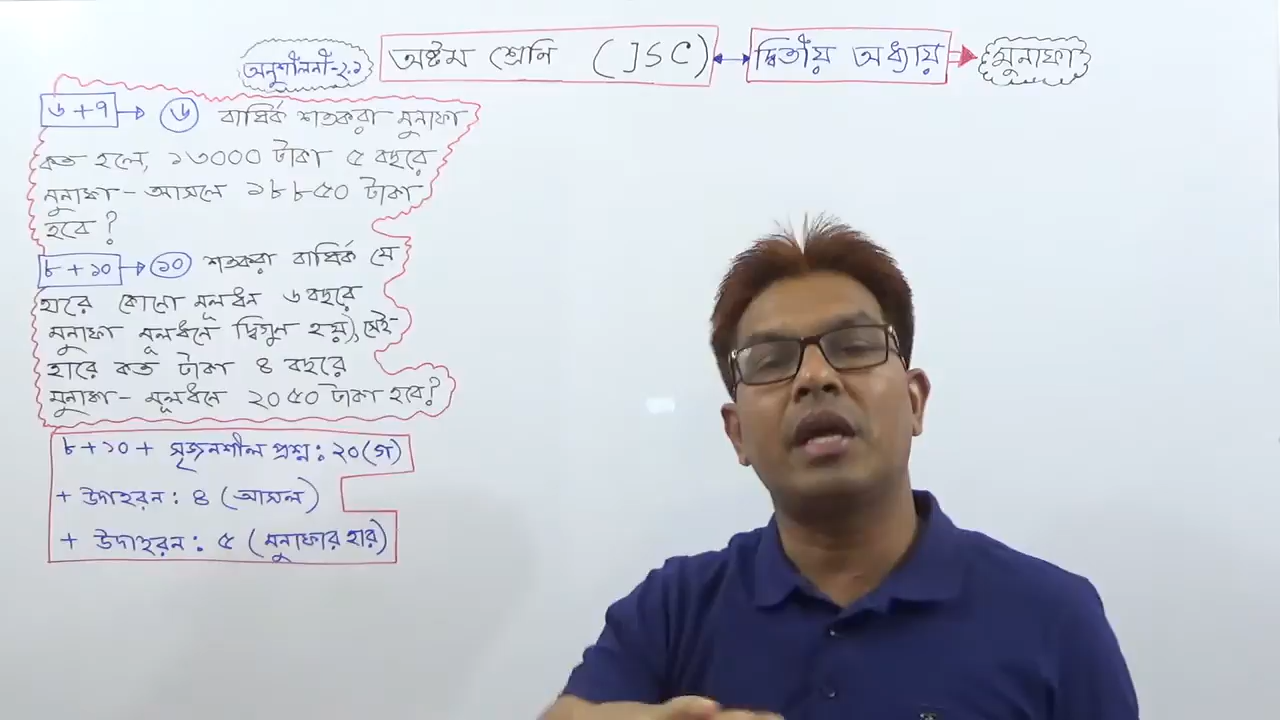 অনুশীলনী-২.১ অষ্টম শ্রেনি (JSC) দ্বিতীয় অধ্যায় মুনাফা
৬+৭ → ৬ বার্ষিক শতকরা মুনাফা
কত হলে, ১৩০০০ টাকা ৫ বছরে
মুনাফা - আসলে ১৮৮৫০ টাকা
হবে?
৮+১০ → ১০ শতকরা বার্ষিক যে
হারে কোনো মূলধন ৬ বছরে
মুনাফা মূলধনে দ্বিগুন হয়), সেই-
হারে কত টাকা ৪ বছরে
মুনাফা - মূলধনে ২০৫০ টাকা হবে?
৮+১০+ সৃজনশীল প্রশ্ন: ২০(গ)
+ উদাহরন: ৪ (আসল)
+ উদাহরন: ৫ (মুনাফার হার)